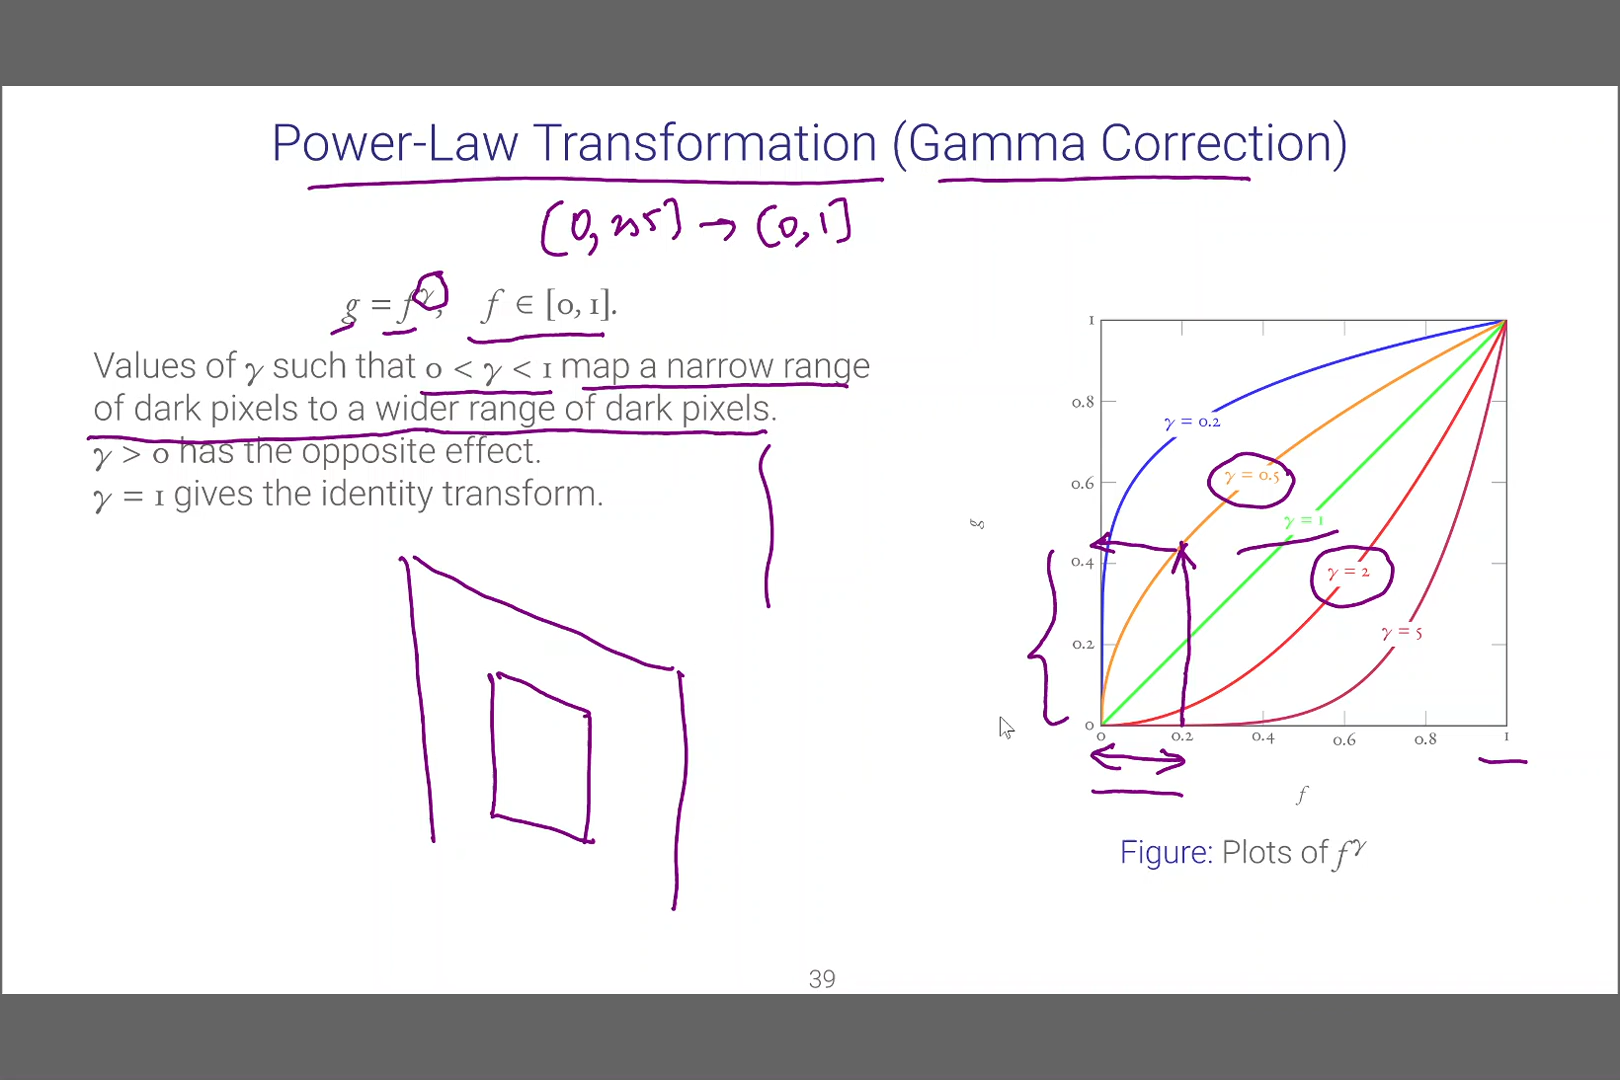 Power-Law Transformation (Gamma Correction)
[0, 255] → [0, 1]
g = f^γ, f ∈ [0, 1].
Values of γ such that 0 < γ < 1 map a narrow range
of dark pixels to a wider range of dark pixels.
γ > 0 has the opposite effect.
γ = 1 gives the identity transform.
1
0.8
0.6
0.4
0.2
0
g
γ = 0.2
γ = 0.5
γ = 1
γ = 2
γ = 5
0 0.2 0.4 0.6 0.8 1
f
Figure: Plots of f^γ
39